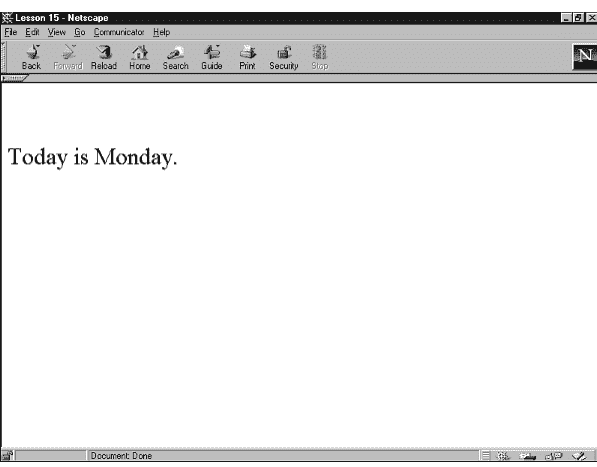 Lesson 15 - Netscape
File Edit View Go Communicator Help
Back Forward Reload Home Search Guide Print Security Stop
N
Today is Monday.
Document: Done